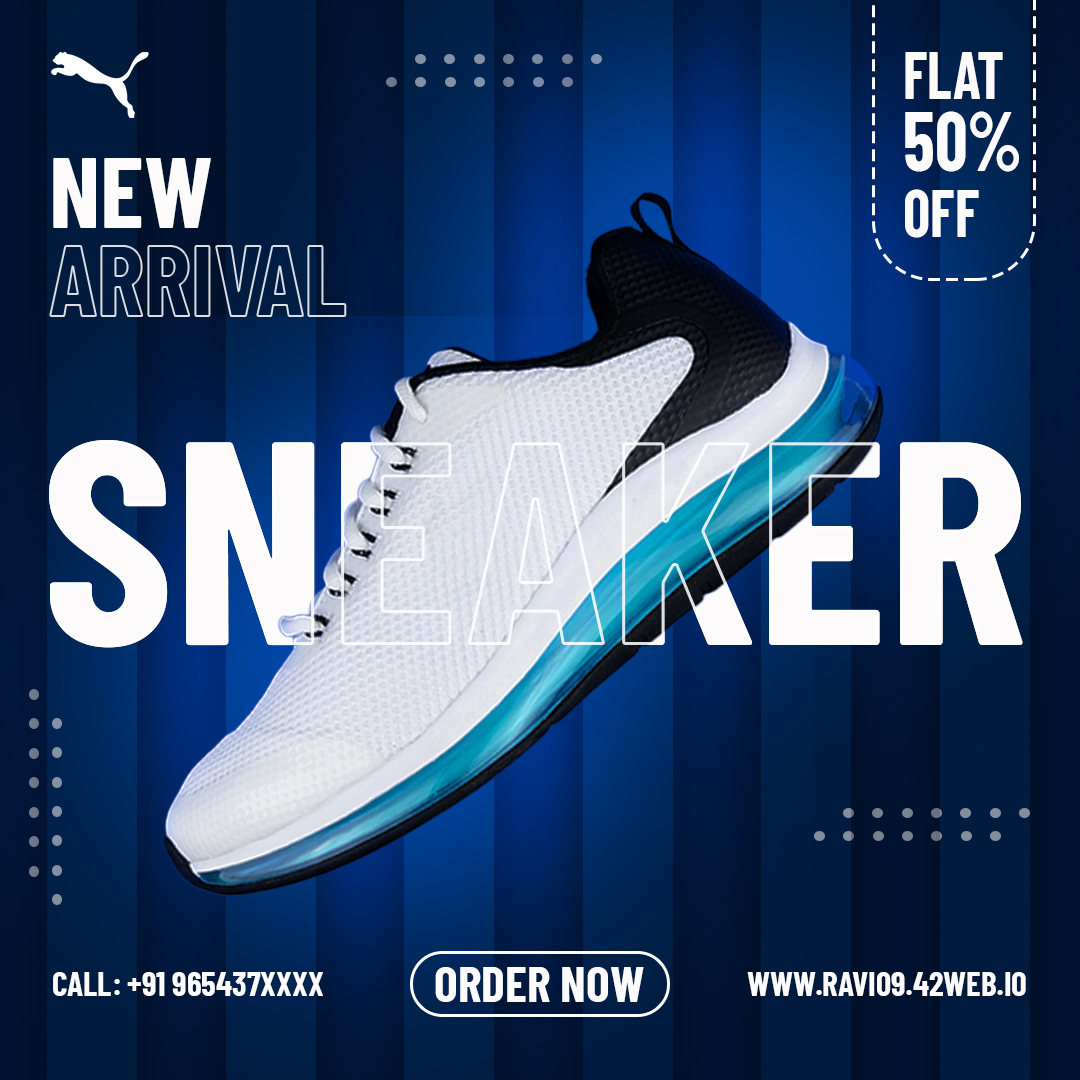 FLAT
50%
OFF
NEW
ARRIVAL
SNEAKER
CALL: +91 965437XXXX
ORDER NOW
WWW.RAVI09.42WEB.IO